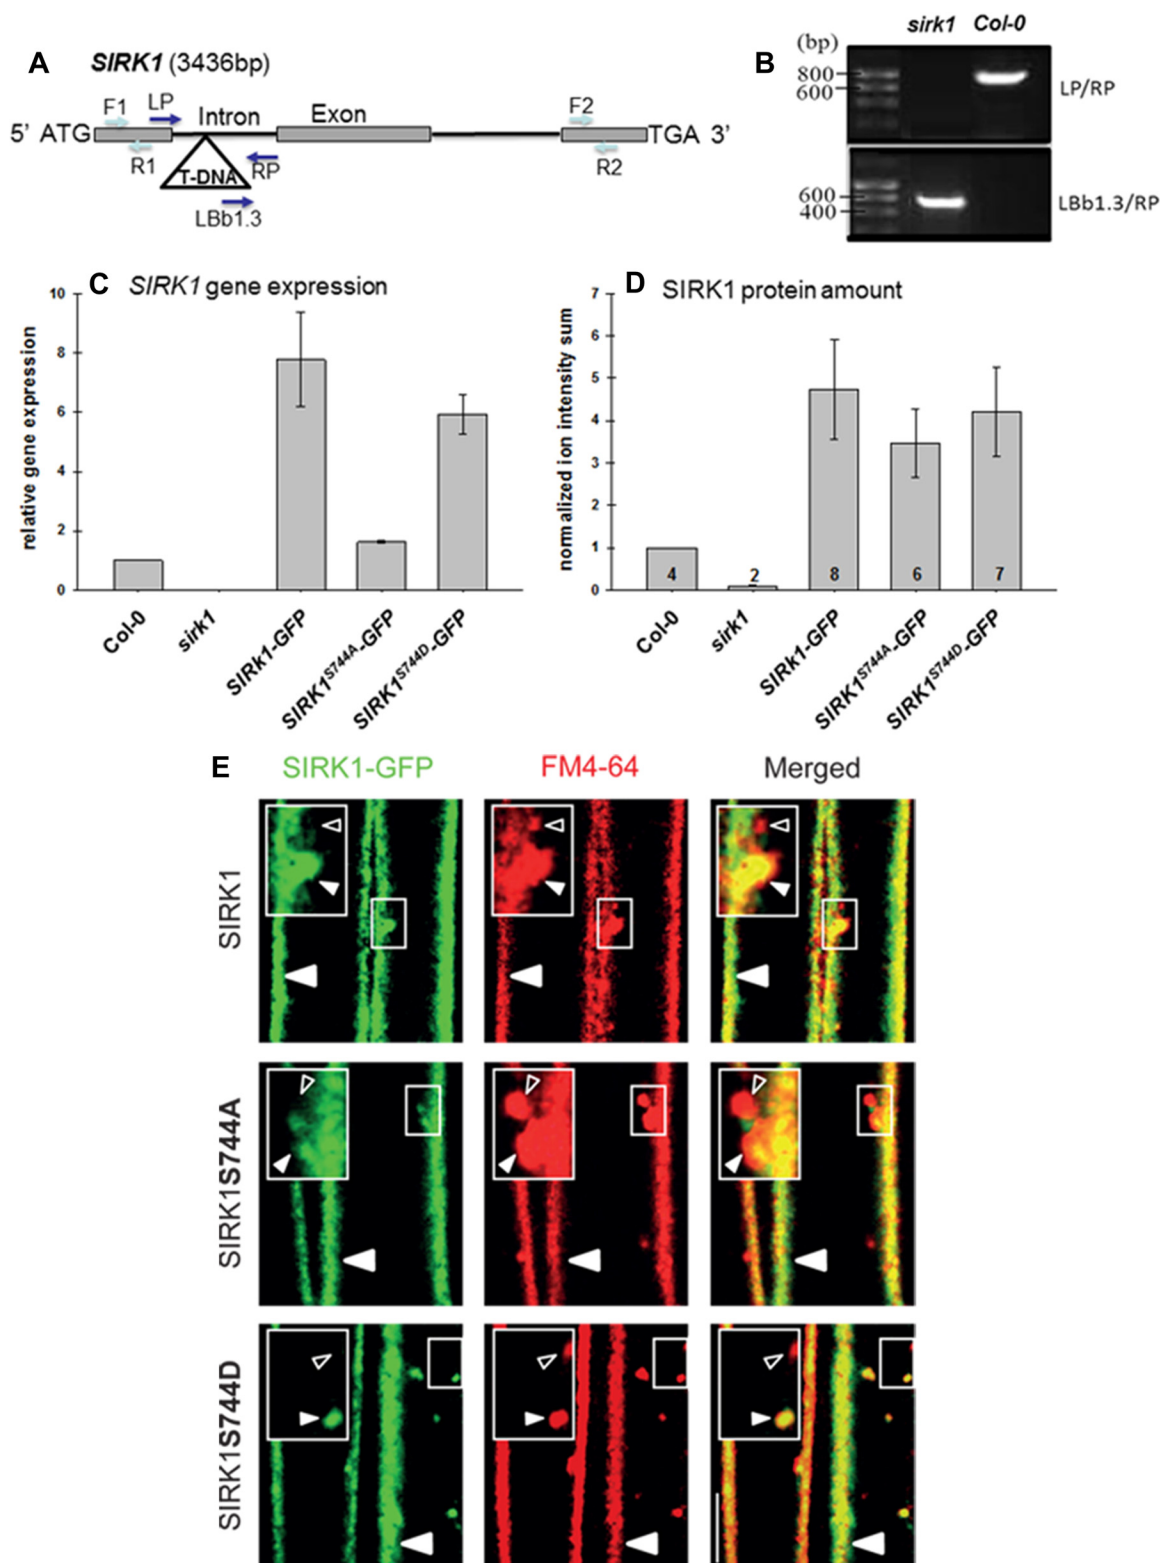 A SIRK1 (3436bp)
F1 LP Intron Exon F2
5' ATG TGA 3'
R1 T-DNA RP R2
LBb1.3
B sirk1 Col-0
(bp)
800
600
LP/RP
600
400
LBb1.3/RP
C SIRK1 gene expression
relative gene expression
10
8
6
4
2
0
Col-0
sirk1
SIRk1-GFP
SIRK1S744A-GFP
SIRK1S744D-GFP
D SIRK1 protein amount
normalized ion intensity sum
7
6
5
4
3
2
1
0
4 2 8 6 7
Col-0
sirk1
SIRk1-GFP
SIRK1S744A-GFP
SIRK1S744D-GFP
E SIRK1-GFP FM4-64 Merged
SIRK1
SIRK1S744A
SIRK1S744D